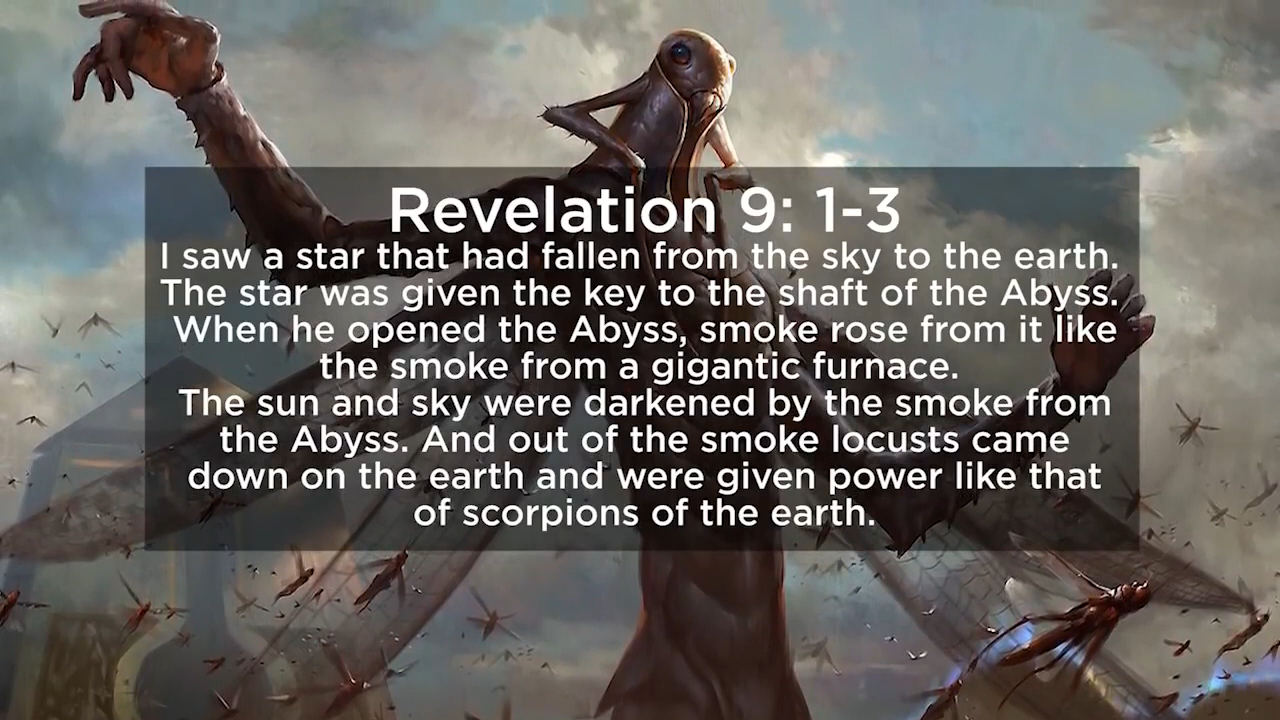 Revelation 9: 1-3
I saw a star that had fallen from the sky to the earth.
The star was given the key to the shaft of the Abyss.
When he opened the Abyss, smoke rose from it like
the smoke from a gigantic furnace.
The sun and sky were darkened by the smoke from
the Abyss. And out of the smoke locusts came
down on the earth and were given power like that
of scorpions of the earth.